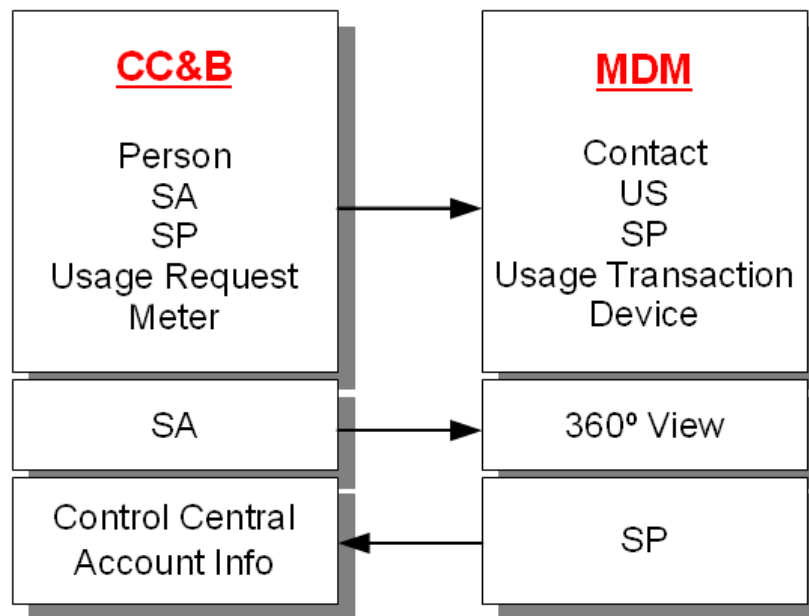 CC&B
Person
SA
SP
Usage Request
Meter
MDM
Contact
US
SP
Usage Transaction
Device
SA
360º View
Control Central
Account Info
SP